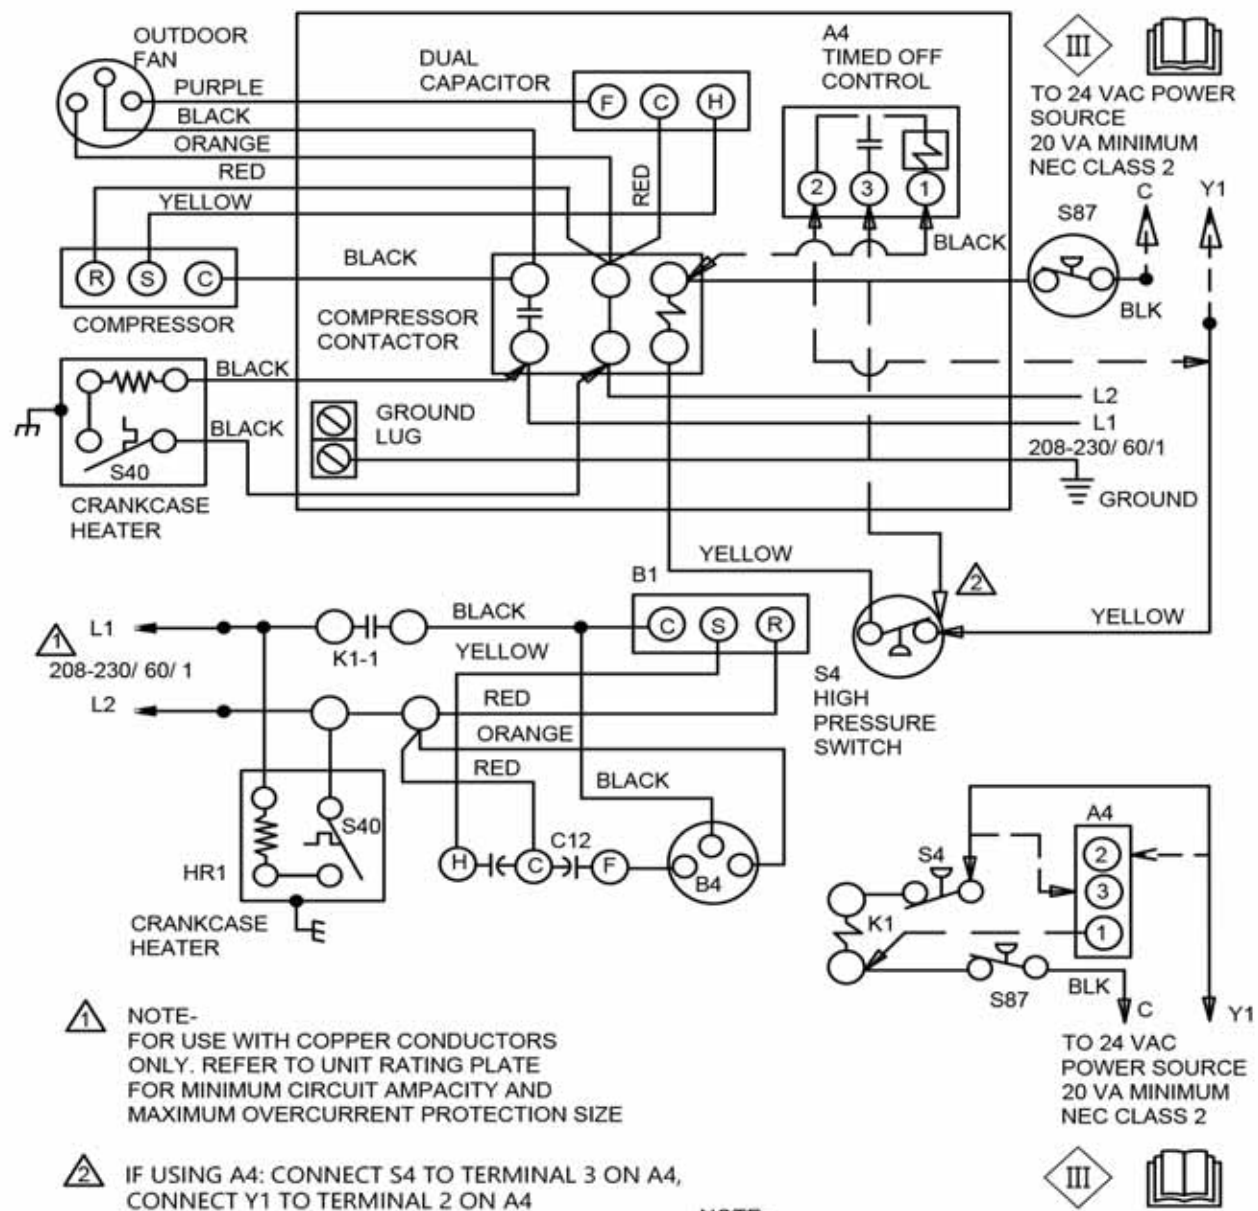 OUTDOOR
FAN
PURPLE
BLACK
ORANGE
RED
YELLOW
DUAL
CAPACITOR
F C H
RED
A4
TIMED OFF
CONTROL
2 3 1
BLACK
III
TO 24 VAC POWER
SOURCE
20 VA MINIMUM
NEC CLASS 2
C Y1
S87
BLK
R S C
COMPRESSOR
BLACK
COMPRESSOR
CONTACTOR
BLACK
BLACK
S40
CRANKCASE
HEATER
GROUND
LUG
L2
L1
208-230/ 60/1
GROUND
YELLOW
2
YELLOW
S4
HIGH
PRESSURE
SWITCH
B1
C S R
L1
1
208-230/ 60/ 1
L2
K1-1
BLACK
YELLOW
RED
ORANGE
RED
BLACK
S40
HR1
CRANKCASE
HEATER
C12
H C F
B4
A4
2
3
1
S4
K1
S87
BLK
C Y1
TO 24 VAC
POWER SOURCE
20 VA MINIMUM
NEC CLASS 2
III
1 NOTE-
FOR USE WITH COPPER CONDUCTORS
ONLY. REFER TO UNIT RATING PLATE
FOR MINIMUM CIRCUIT AMPACITY AND
MAXIMUM OVERCURRENT PROTECTION SIZE
2 IF USING A4: CONNECT S4 TO TERMINAL 3 ON A4,
CONNECT Y1 TO TERMINAL 2 ON A4